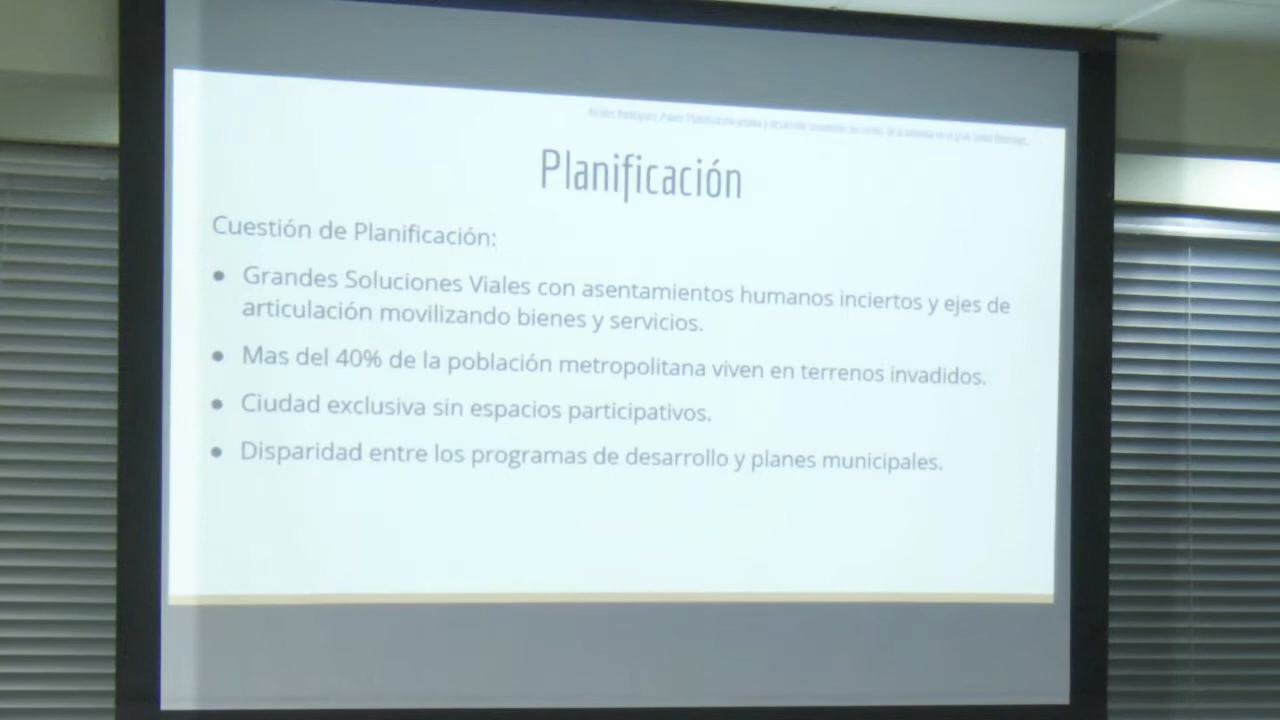 Planificación
Cuestión de Planificación:
● Grandes Soluciones Viales con asentamientos humanos inciertos y ejes de
articulación movilizando bienes y servicios.
● Mas del 40% de la población metropolitana viven en terrenos invadidos.
● Ciudad exclusiva sin espacios participativos.
● Disparidad entre los programas de desarrollo y planes municipales.